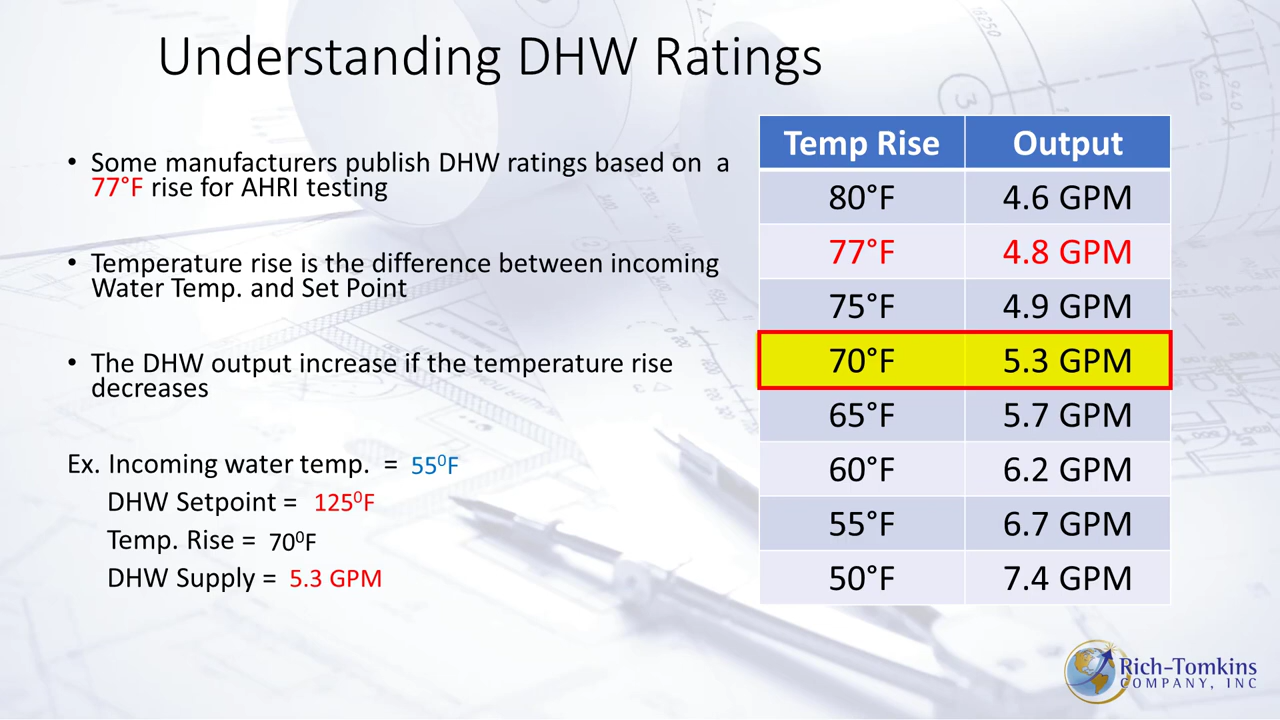 Understanding DHW Ratings
• Some manufacturers publish DHW ratings based on a
77°F rise for AHRI testing
• Temperature rise is the difference between incoming
Water Temp. and Set Point
• The DHW output increase if the temperature rise
decreases
Ex. Incoming water temp. = 55⁰F
DHW Setpoint = 125⁰F
Temp. Rise = 70⁰F
DHW Supply = 5.3 GPM
Temp Rise Output
80°F 4.6 GPM
77°F 4.8 GPM
75°F 4.9 GPM
70°F 5.3 GPM
65°F 5.7 GPM
60°F 6.2 GPM
55°F 6.7 GPM
50°F 7.4 GPM
Rich-Tomkins
COMPANY, INC